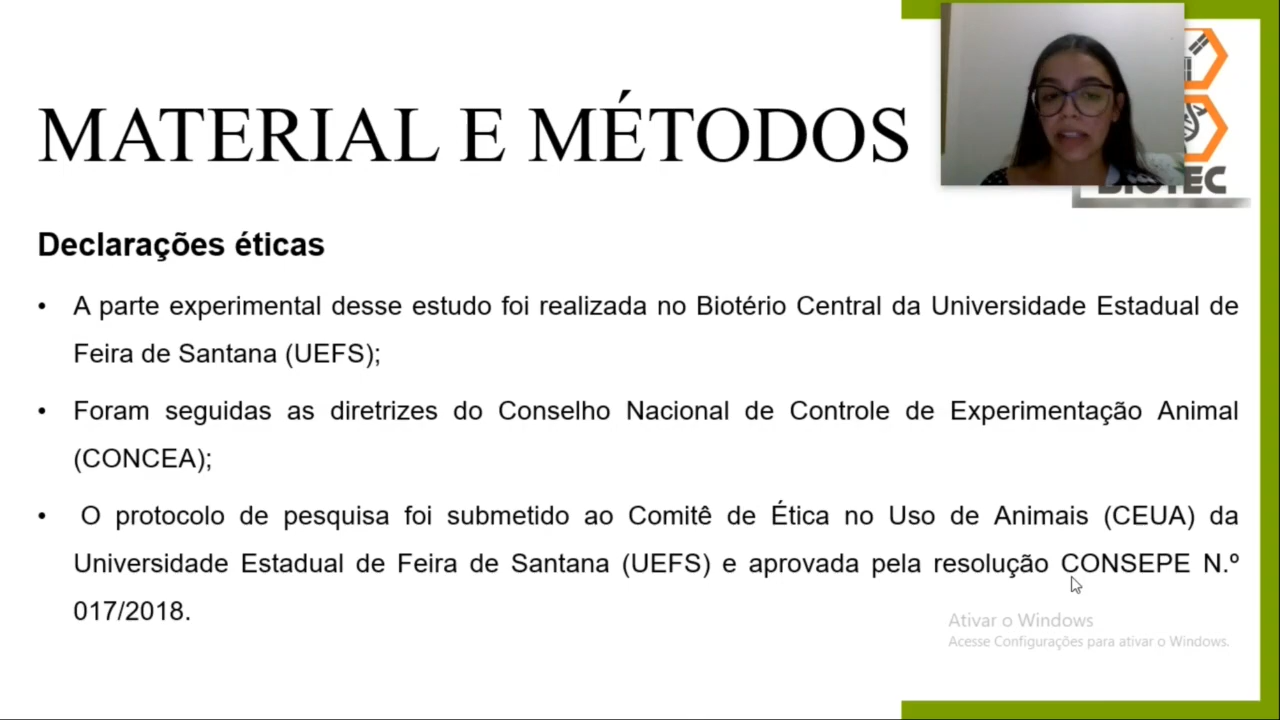 MATERIAL E MÉTODOS
BIOTEC
Declarações éticas
• A parte experimental desse estudo foi realizada no Biotério Central da Universidade Estadual de
Feira de Santana (UEFS);
• Foram seguidas as diretrizes do Conselho Nacional de Controle de Experimentação Animal
(CONCEA);
• O protocolo de pesquisa foi submetido ao Comitê de Ética no Uso de Animais (CEUA) da
Universidade Estadual de Feira de Santana (UEFS) e aprovada pela resolução CONSEPE N.º
017/2018.
Ativar o Windows
Acesse Configurações para ativar o Windows.